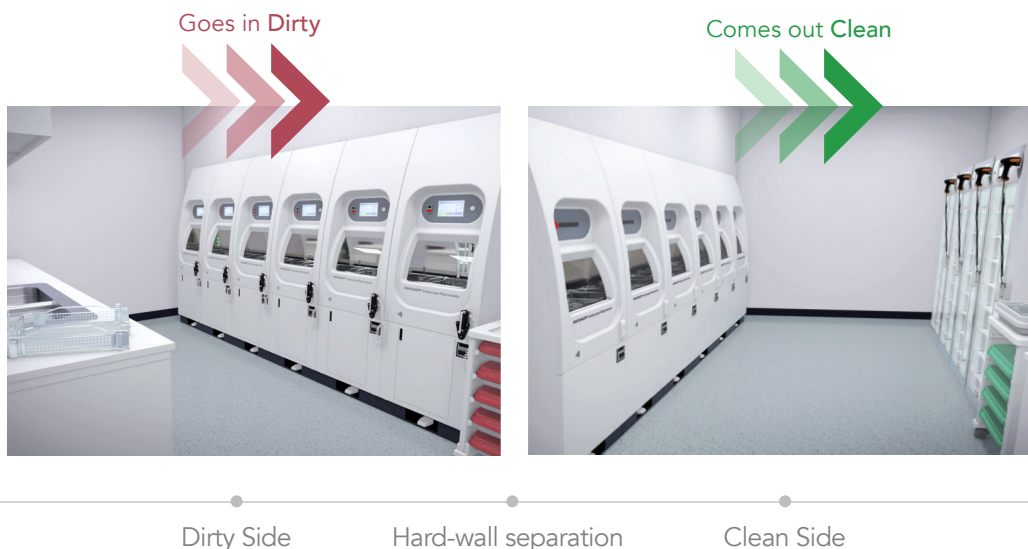 Goes in Dirty
Comes out Clean
Dirty Side
Hard-wall separation
Clean Side